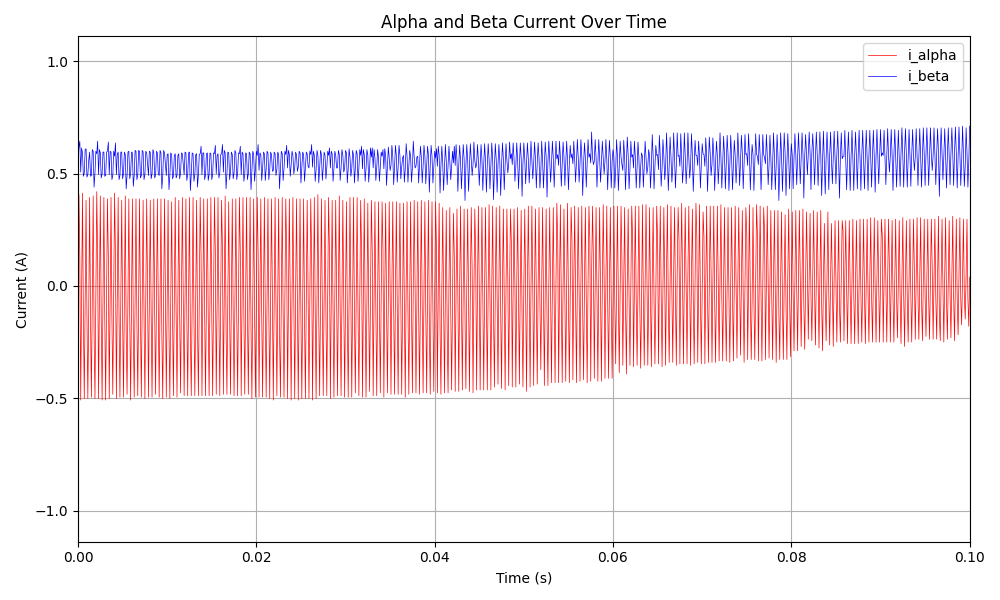 Alpha and Beta Current Over Time
i_alpha
i_beta
Current (A)
1.0
0.5
0.0
−0.5
−1.0
0.00
0.02
0.04
0.06
0.08
0.10
Time (s)